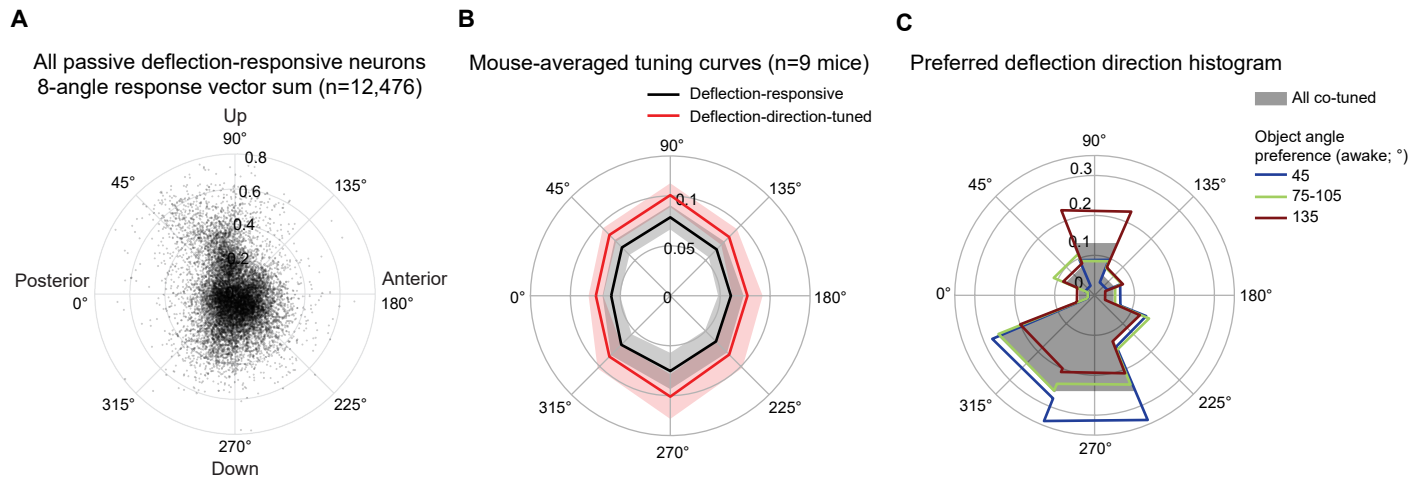 A
All passive deflection-responsive neurons
8-angle response vector sum (n=12,476)
Up
90°
0.8
0.6
0.4
0.2
45°
135°
Posterior
0°
Anterior
180°
315°
225°
270°
Down
B
Mouse-averaged tuning curves (n=9 mice)
Deflection-responsive
Deflection-direction-tuned
90°
0.1
0.05
0
45°
135°
0°
180°
315°
225°
270°
C
Preferred deflection direction histogram
All co-tuned
Object angle
preference (awake; °)
45
75-105
135
90°
0.3
0.2
0.1
0
45°
135°
0°
180°
315°
225°
270°